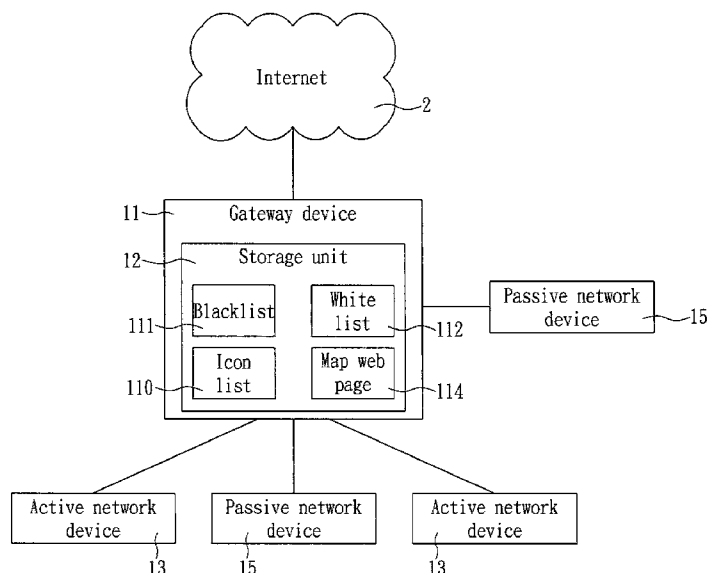 Internet
2
11
Gateway device
12
Storage unit
Blacklist
111
White
list
112
Icon
list
110
Map web
page
114
Passive network
device
15
Active network
device
13
Passive network
device
15
Active network
device
13